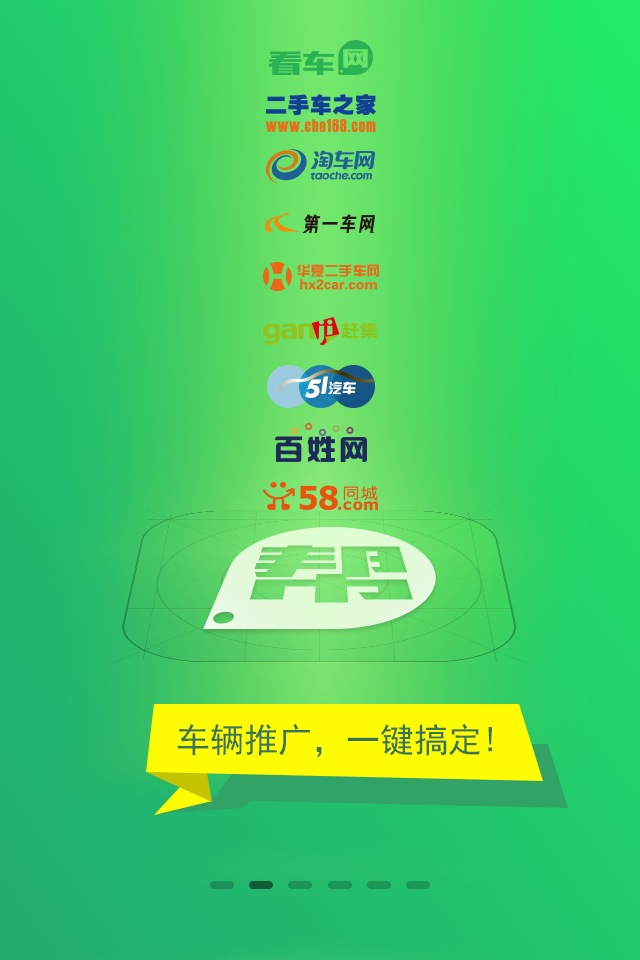 看车网
二手车之家
www.che168.com
淘车网
taoche.com
第一车网
华夏二手车网
hx2car.com
ganji 赶集
51汽车
百姓网
58同城
.com
帮
车辆推广，一键搞定！